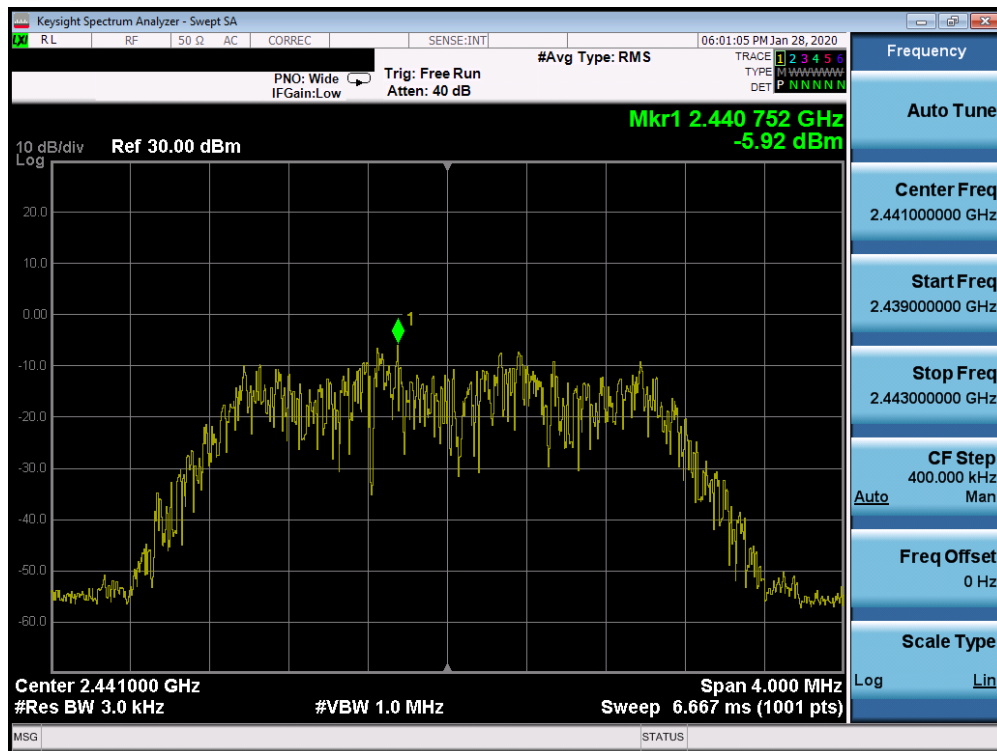 Keysight Spectrum Analyzer - Swept SA
LXI RL RF 50 Ω AC CORREC SENSE:INT 06:01:05 PM Jan 28, 2020
#Avg Type: RMS
TRACE 1 2 3 4 5 6
PNO: Wide Trig: Free Run
TYPE M WWWWW
IFGain:Low Atten: 40 dB
DET P N N N N N
Mkr1 2.440 752 GHz
-5.92 dBm
10 dB/div Ref 30.00 dBm
Log
20.0
10.0
0.00
1
-10.0
-20.0
-30.0
-40.0
-50.0
-60.0
Center 2.441000 GHz Span 4.000 MHz
#Res BW 3.0 kHz #VBW 1.0 MHz Sweep 6.667 ms (1001 pts)
MSG STATUS
Frequency
Auto Tune
Center Freq
2.441000000 GHz
Start Freq
2.439000000 GHz
Stop Freq
2.443000000 GHz
CF Step
400.000 kHz
Auto Man
Freq Offset
0 Hz
Scale Type
Log Lin